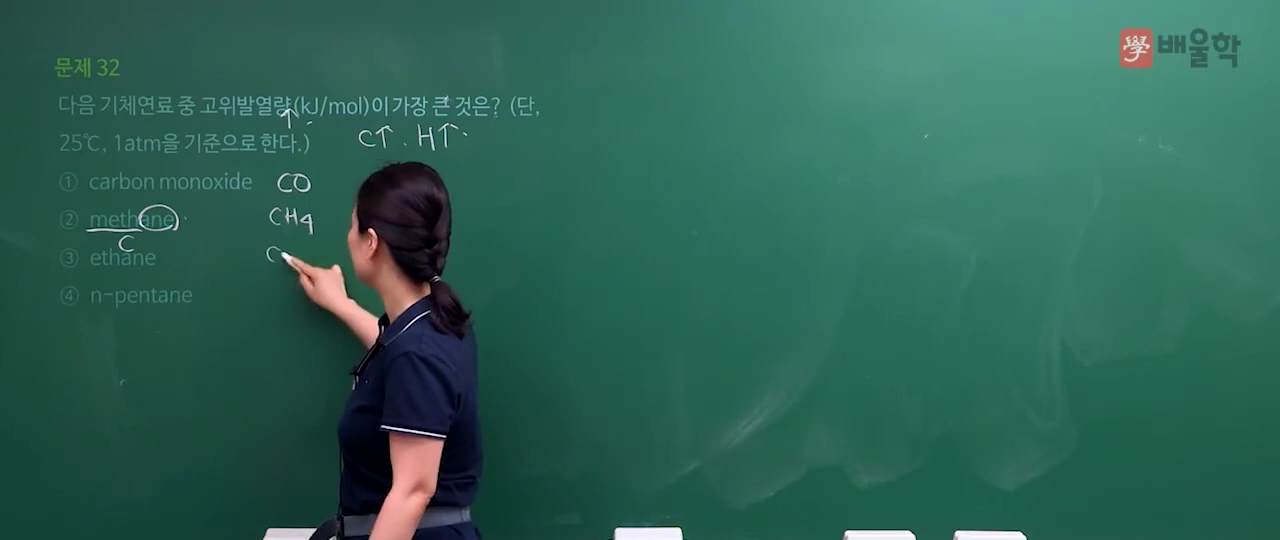 學 배울학
문제 32
다음 기체연료 중 고위발열량(kJ/mol)이 가장 큰 것은? (단,
25℃, 1atm을 기준으로 한다.)
↑
C↑. H↑.
① carbon monoxide CO
② methane CH4
C
③ ethane C
④ n-pentane